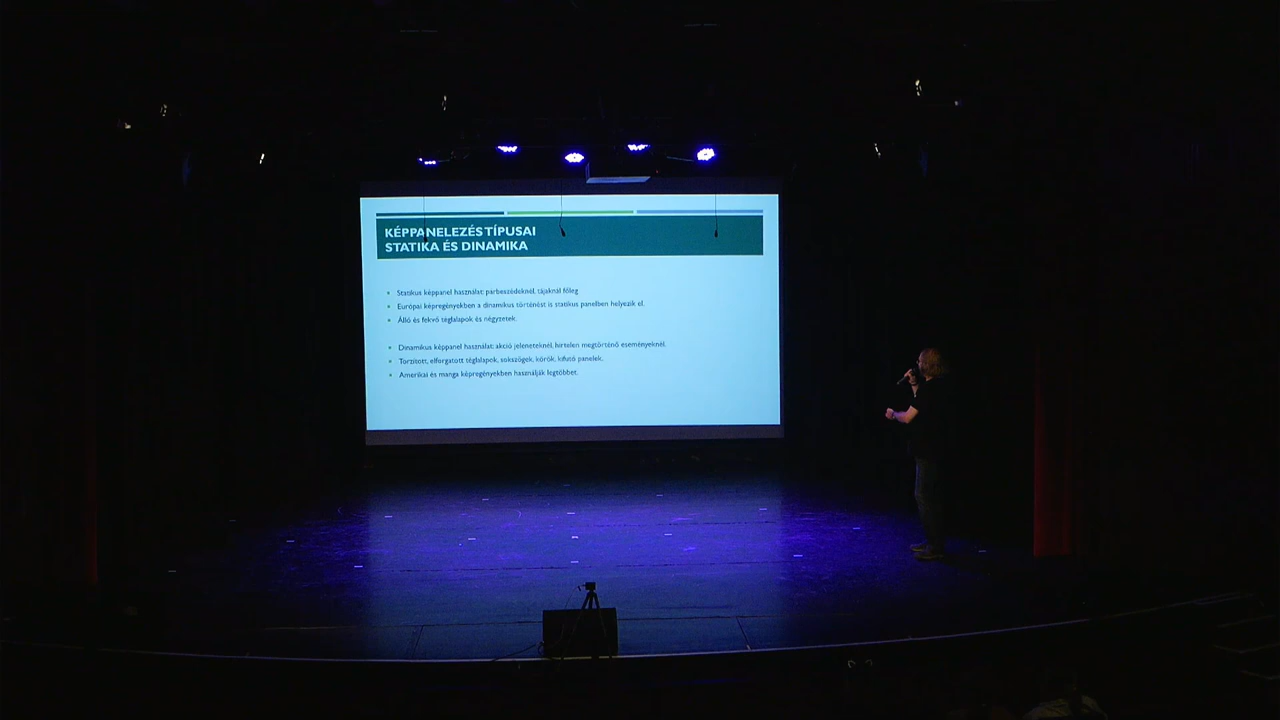 KÉPPANELEZÉS TÍPUSAI
STATIKA ÉS DINAMIKA
Statikus képpanel használat: párbeszédeknél, tájaknál főleg
Európai képregényekben a dinamikus történést is statikus panelben helyezik el.
Álló és fekvő téglalapok és négyzetek.
Dinamikus képpanel használat: akció jeleneteknél, hirtelen megtörténő eseményeknél.
Torzított, elforgatott téglalapok, sokszögek, körök, kifutó panelek.
Amerikai és manga képregényekben használják legtöbbet.